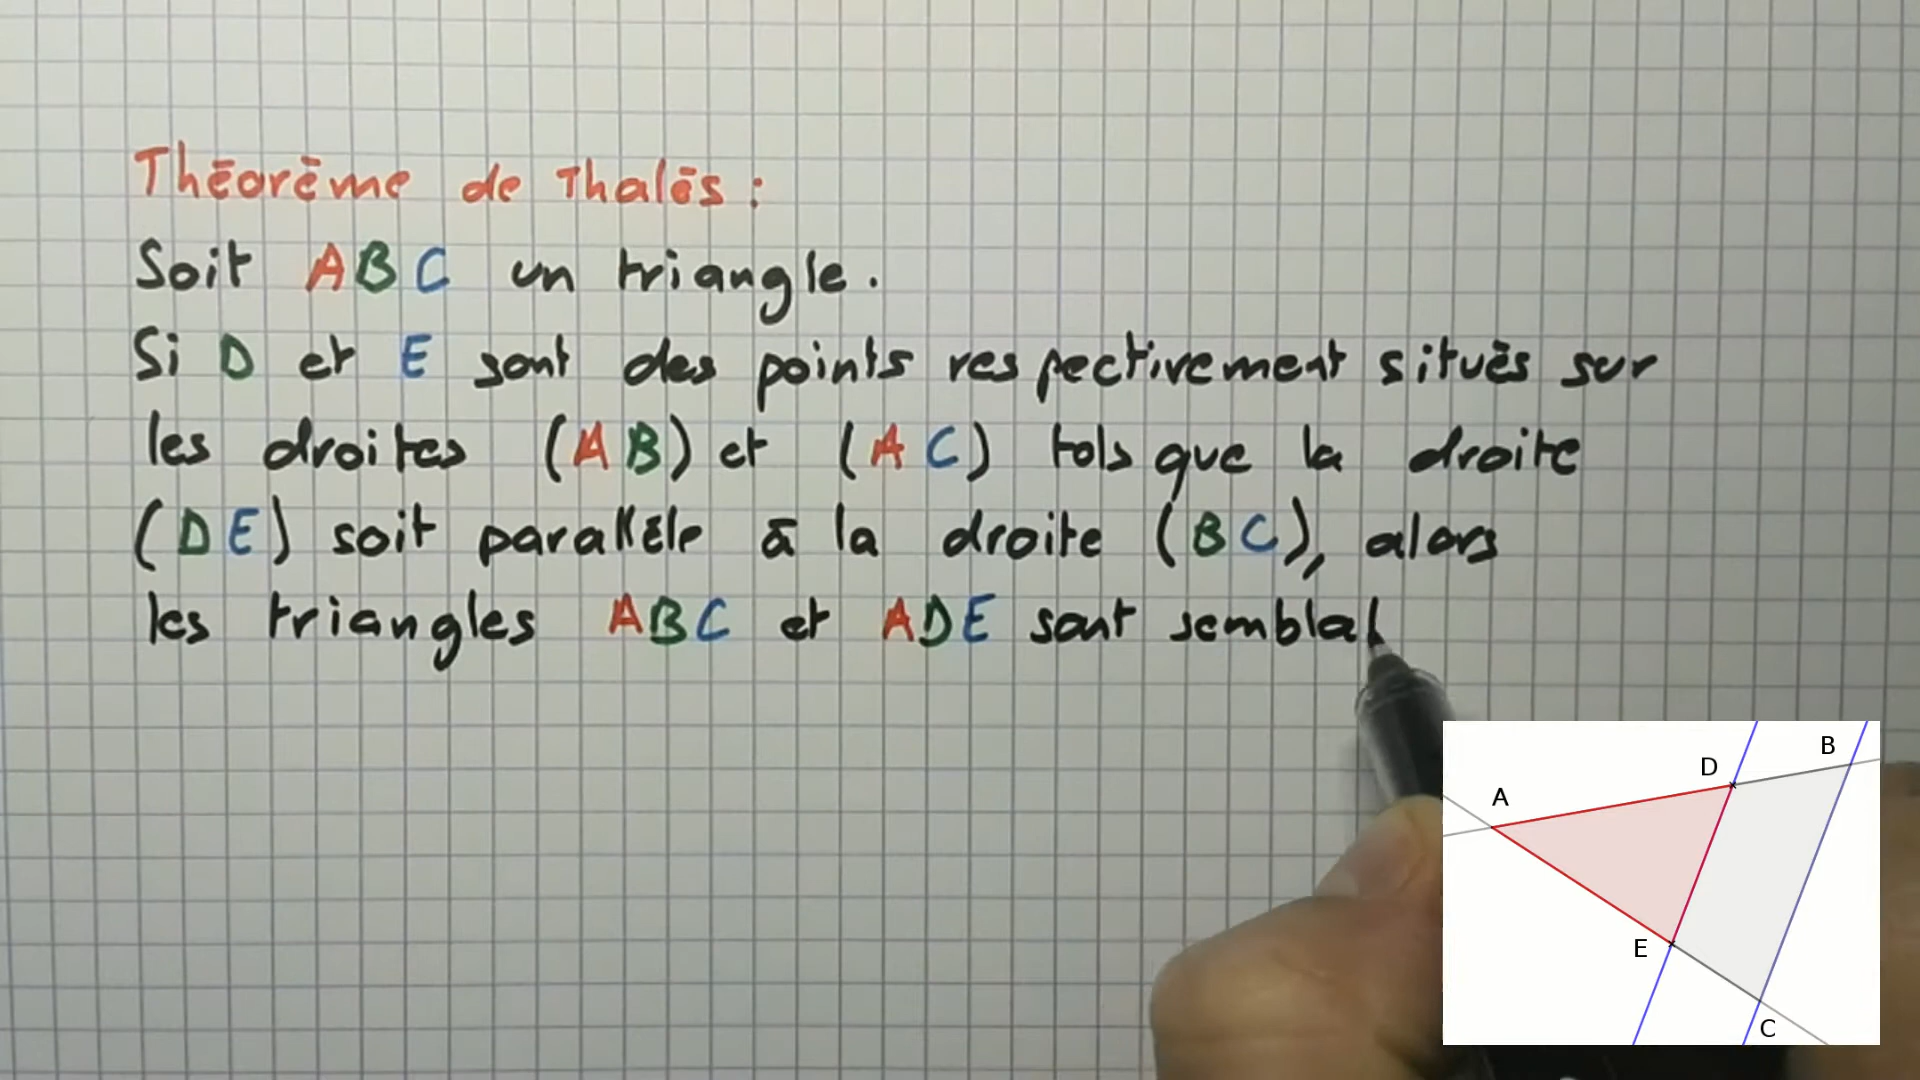 Théorème de Thalès :
Soit ABC un triangle.
Si D et E sont des points respectivement situés sur
les droites (AB) et (AC) tels que la droite
(DE) soit parallèle à la droite (BC), alors
les triangles ABC et ADE sont semblab
B
D
A
E
C